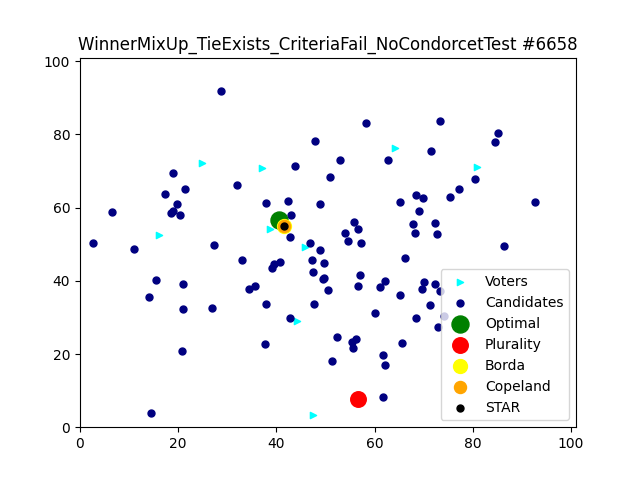 WinnerMixUp_TieExists_CriteriaFail_NoCondorcetTest #6658
100
80
60
40
20
0
0 20 40 60 80 100
Voters
Candidates
Optimal
Plurality
Borda
Copeland
STAR